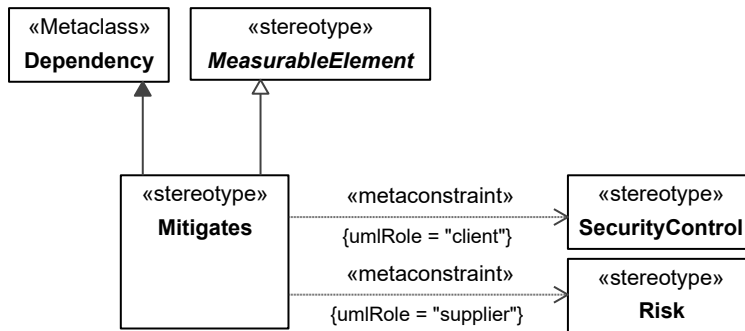 «Metaclass»
Dependency
«stereotype»
MeasurableElement
«stereotype»
Mitigates
«metaconstraint»
{umlRole = "client"}
«stereotype»
SecurityControl
«metaconstraint»
{umlRole = "supplier"}
«stereotype»
Risk